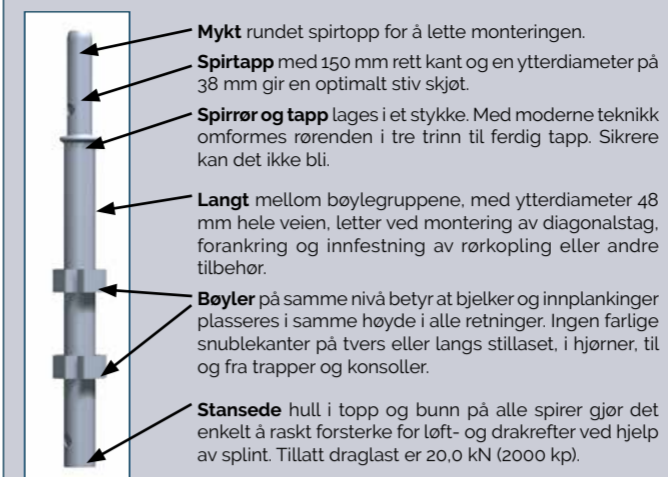 Mykt rundet spirtopp for å lette monteringen.
Spirtapp med 150 mm rett kant og en ytterdiameter på
38 mm gir en optimalt stiv skjøt.
Spirrør og tapp lages i et stykke. Med moderne teknikk
omformes rørenden i tre trinn til ferdig tapp. Sikrere
kan det ikke bli.
Langt mellom bøylegruppene, med ytterdiameter 48
mm hele veien, letter ved montering av diagonalstag,
forankring og innfestning av rørkopling eller andre
tilbehør.
Bøyler på samme nivå betyr at bjelker og innplankinger
plasseres i samme høyde i alle retninger. Ingen farlige
snublekanter på tvers eller langs stillaset, i hjørner, til
og fra trapper og konsoller.
Stansede hull i topp og bunn på alle spirer gjør det
enkelt å raskt forsterke for løft- og drakrefter ved hjelp
av splint. Tillatt draglast er 20,0 kN (2000 kp).